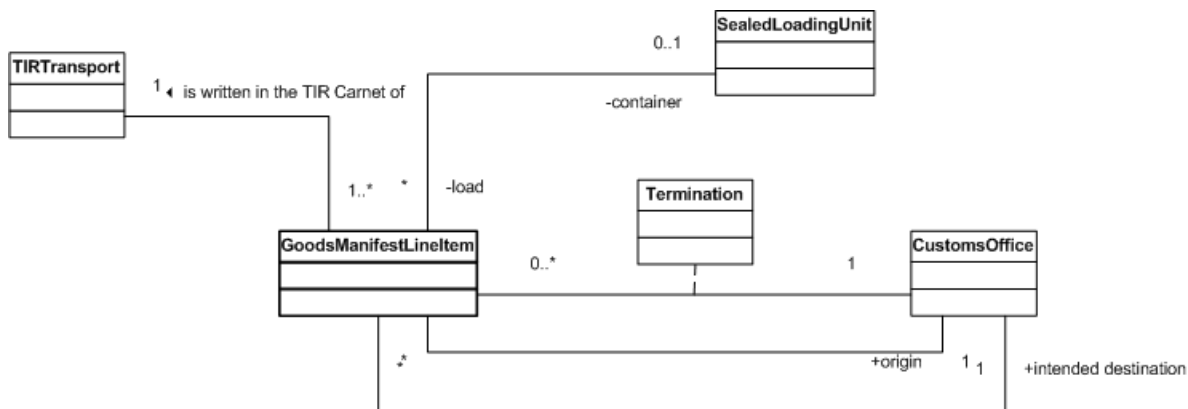 SealedLoadingUnit
0..1
TIRTransport
1 is written in the TIR Carnet of
-container
1..* * -load
Termination
GoodsManifestLineItem
CustomsOffice
0..* 1
* * +origin 1 1 +intended destination